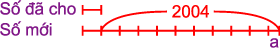 Số đã cho
2004
Số mới
a